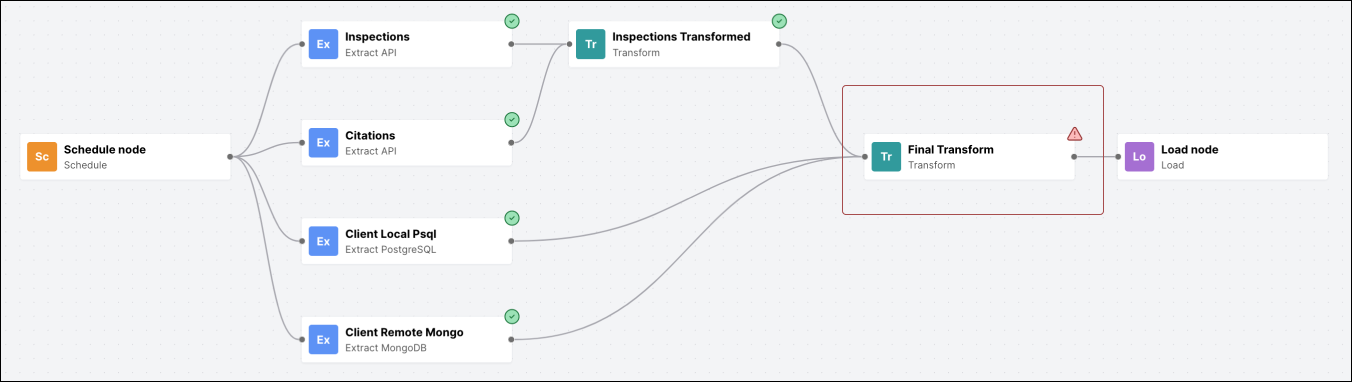 Ex
Inspections
Extract API
Tr
Inspections Transformed
Transform
Ex
Citations
Extract API
Sc
Schedule node
Schedule
Tr
Final Transform
Transform
Lo
Load node
Load
Ex
Client Local Psql
Extract PostgreSQL
Ex
Client Remote Mongo
Extract MongoDB